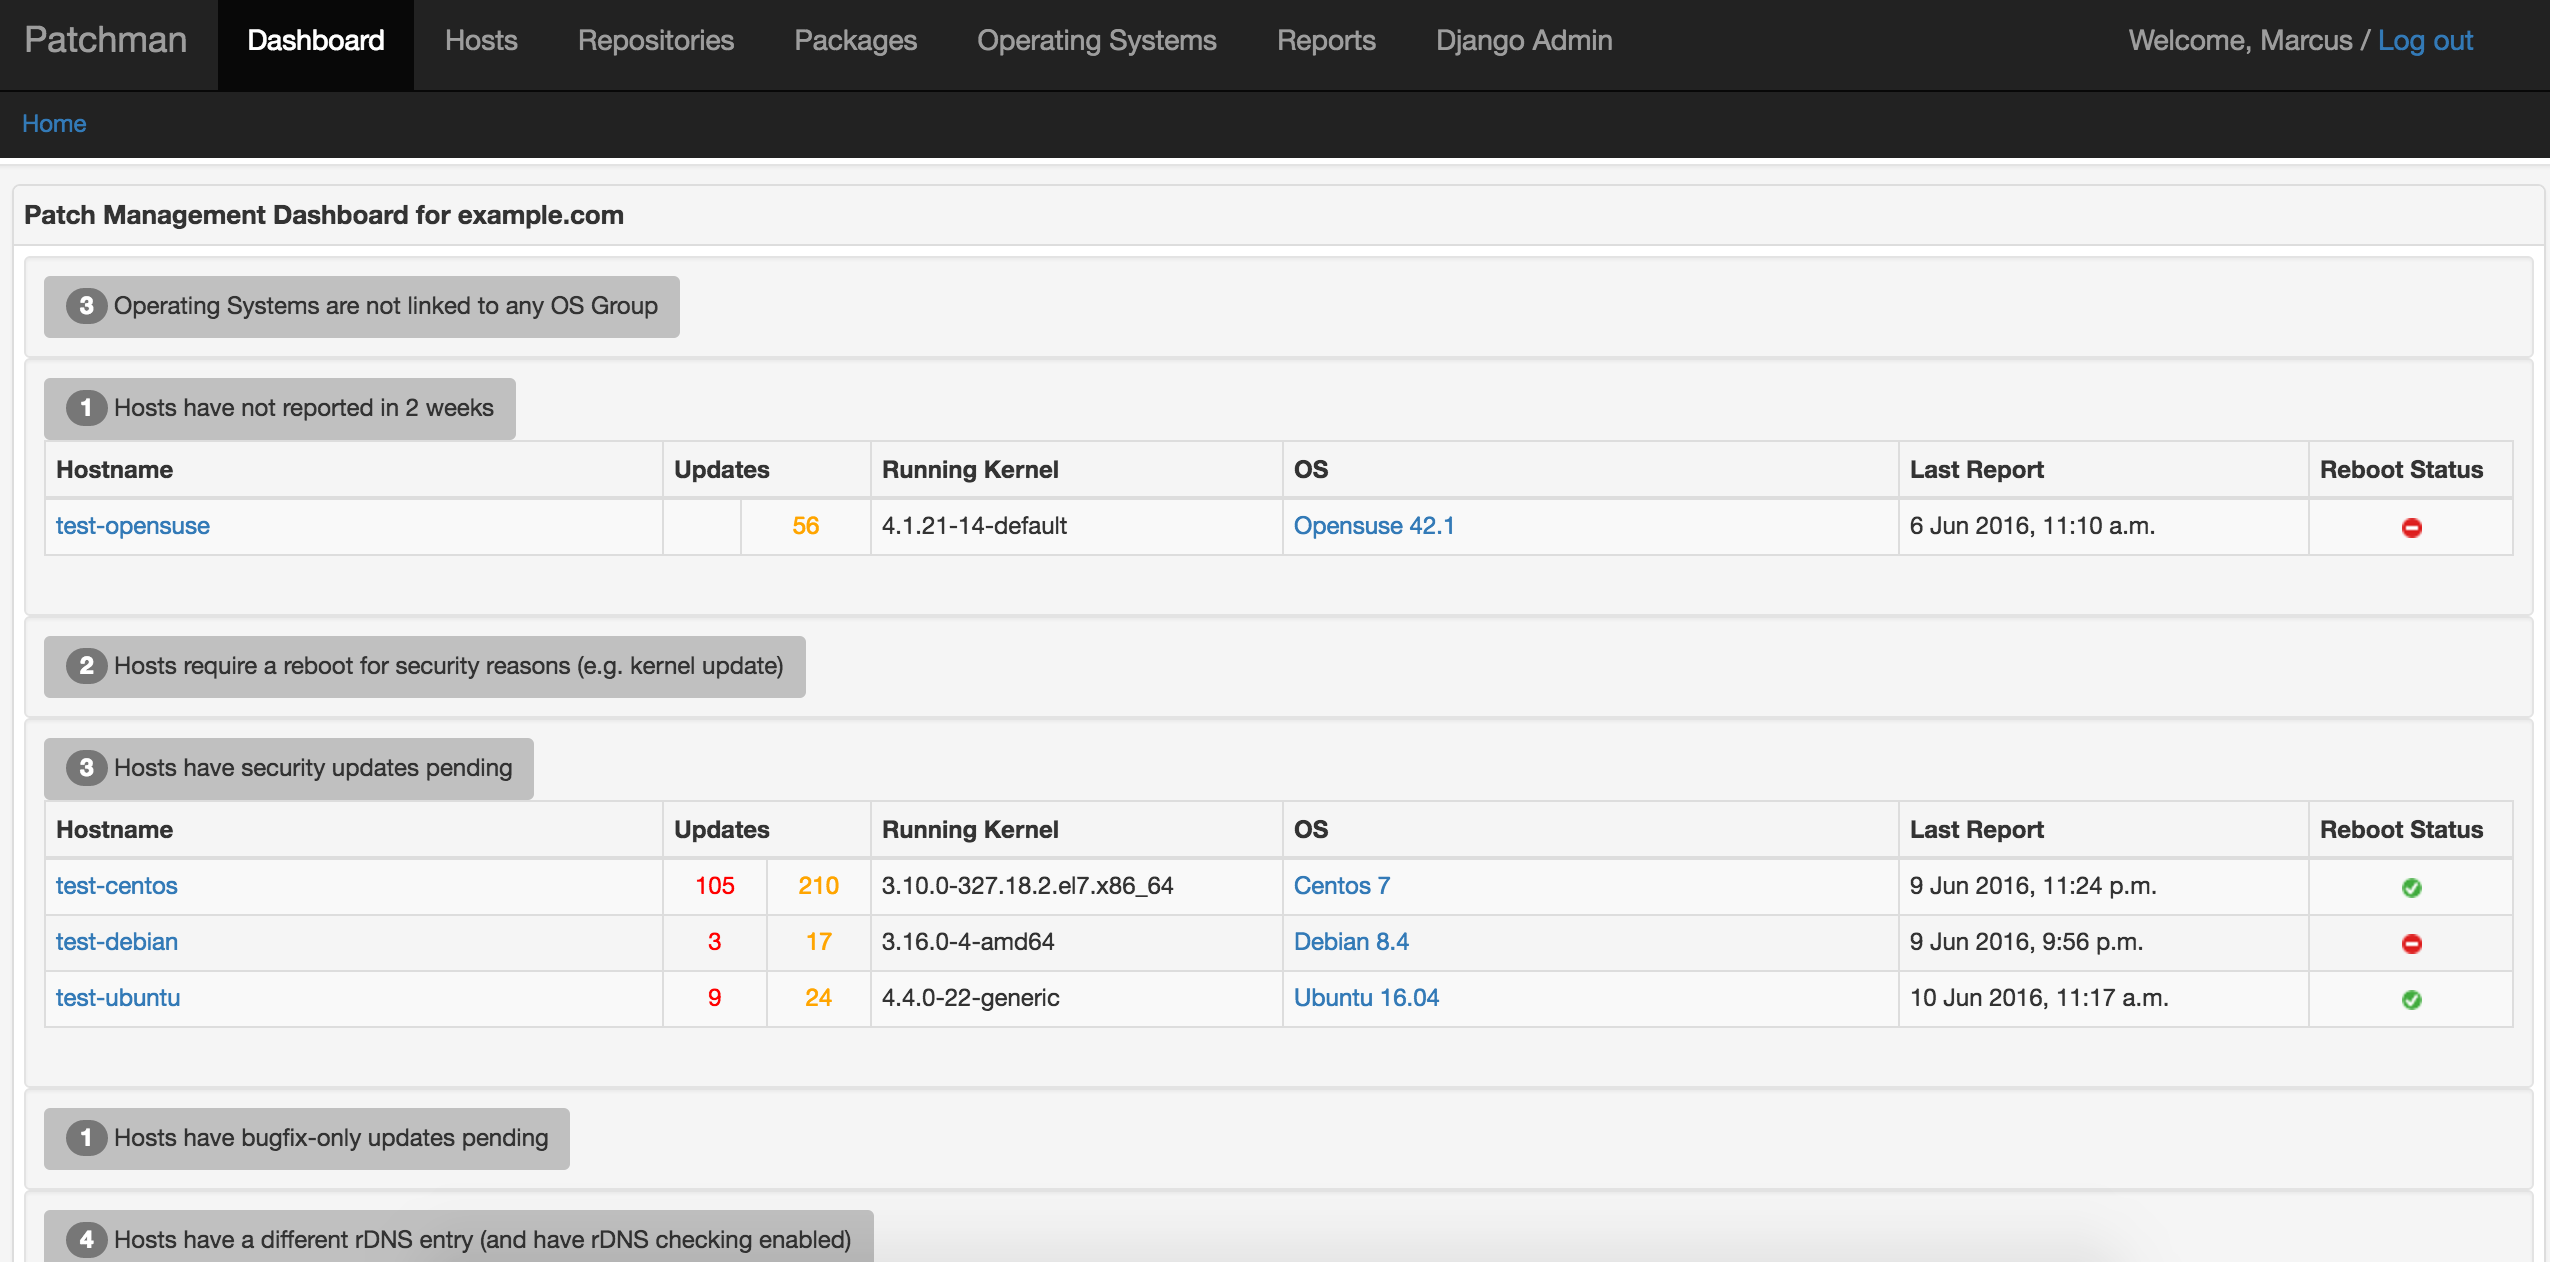 Patchman Dashboard Hosts Repositories Packages Operating Systems Reports Django Admin Welcome, Marcus / Log out
Home
Patch Management Dashboard for example.com
3 Operating Systems are not linked to any OS Group
1 Hosts have not reported in 2 weeks
Hostname Updates Running Kernel OS Last Report Reboot Status
test-opensuse 56 4.1.21-14-default Opensuse 42.1 6 Jun 2016, 11:10 a.m.
2 Hosts require a reboot for security reasons (e.g. kernel update)
3 Hosts have security updates pending
Hostname Updates Running Kernel OS Last Report Reboot Status
test-centos 105 210 3.10.0-327.18.2.el7.x86_64 Centos 7 9 Jun 2016, 11:24 p.m.
test-debian 3 17 3.16.0-4-amd64 Debian 8.4 9 Jun 2016, 9:56 p.m.
test-ubuntu 9 24 4.4.0-22-generic Ubuntu 16.04 10 Jun 2016, 11:17 a.m.
1 Hosts have bugfix-only updates pending
4 Hosts have a different rDNS entry (and have rDNS checking enabled)